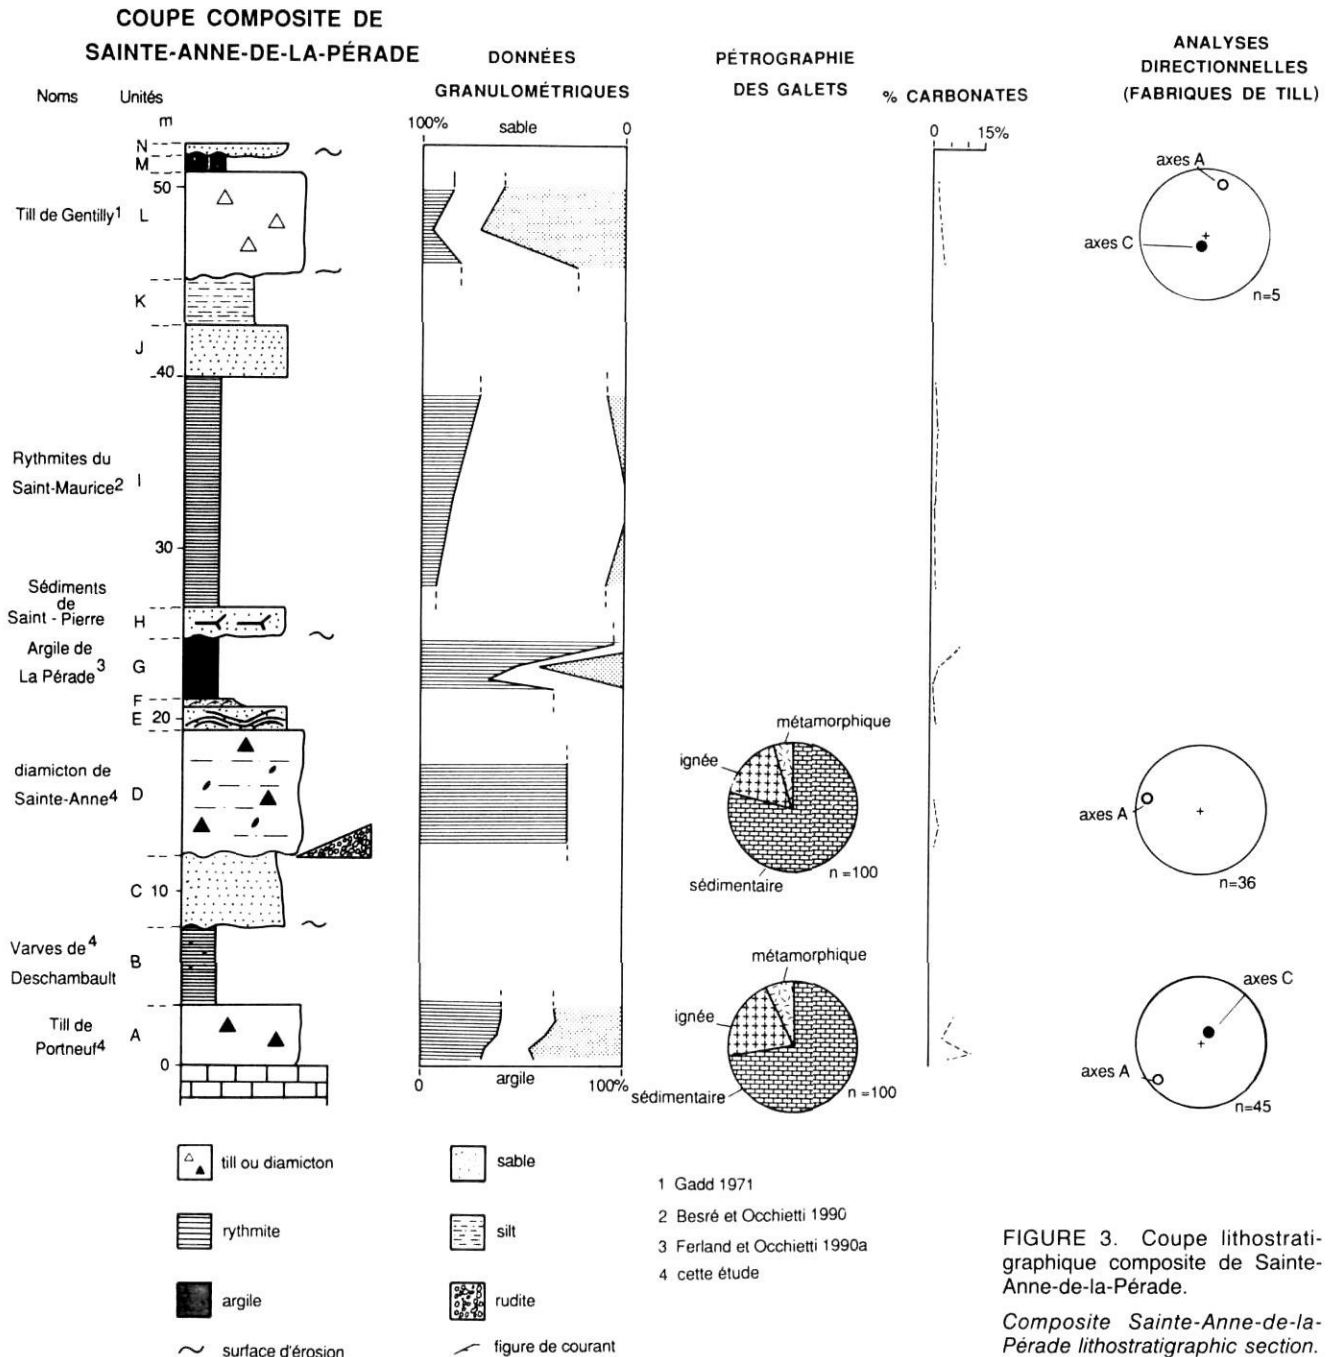 COUPE COMPOSITE DE
SAINTE-ANNE-DE-LA-PÉRADE
Noms
Unités
m
DONNÉES
GRANULOMÉTRIQUES
100%
sable
0
PÉTROGRAPHIE
DES GALETS
% CARBONATES
0
15%
ANALYSES
DIRECTIONNELLES
(FABRIQUES DE TILL)
N
M
50
Till de Gentilly1
L
K
J
40
Rythmites du
Saint-Maurice2
I
30
Sédiments
de
Saint - Pierre
H
Argile de
La Pérade3
G
F
E
20
diamicton de
Sainte-Anne4
D
C
10
Varves de4
Deschambault
B
Till de
Portneuf4
A
0
0
argile
100%
métamorphique
ignée
sédimentaire
n =100
métamorphique
ignée
sédimentaire
n =100
axes A
axes C
n=5
axes A
n=36
axes C
axes A
n=45
till ou diamicton
rythmite
argile
surface d'érosion
sable
silt
rudite
figure de courant
1 Gadd 1971
2 Besré et Occhietti 1990
3 Ferland et Occhietti 1990a
4 cette étude
FIGURE 3. Coupe lithostrati-
graphique composite de Sainte-
Anne-de-la-Pérade.
Composite Sainte-Anne-de-la-
Pérade lithostratigraphic section.